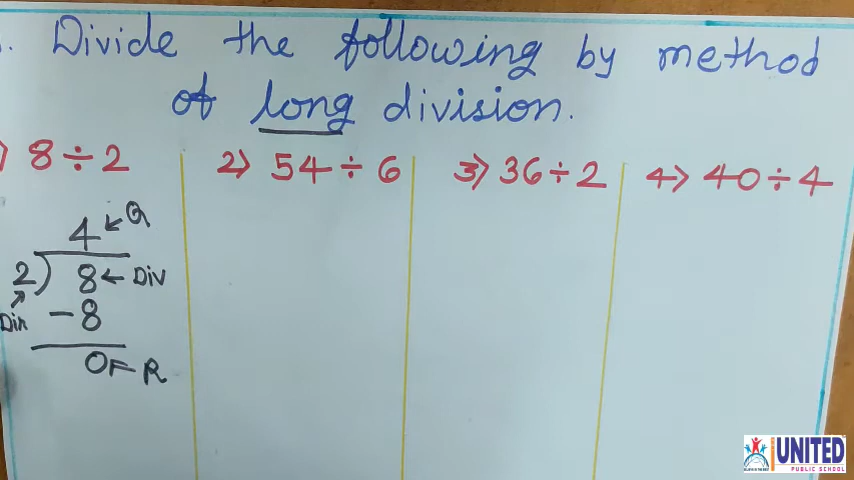 Divide the following by method
of long division.
) 8 ÷ 2
2) 54 ÷ 6
3) 36 ÷ 2
4) 40 ÷ 4
4 ← Q
2 ) 8 ← Div
Dir - 8
0 ← R
UNITED
PUBLIC SCHOOL